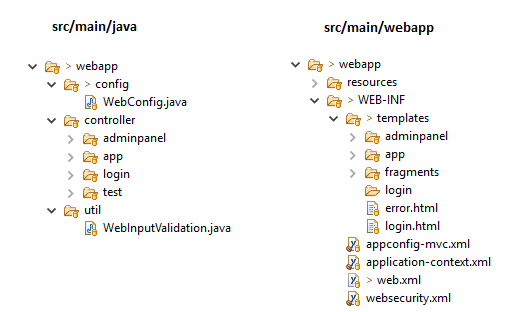 src/main/java
> webapp
> config
WebConfig.java
controller
adminpanel
app
login
test
util
WebInputValidation.java
src/main/webapp
> webapp
resources
> WEB-INF
> templates
adminpanel
app
fragments
login
error.html
login.html
appconfig-mvc.xml
application-context.xml
> web.xml
websecurity.xml